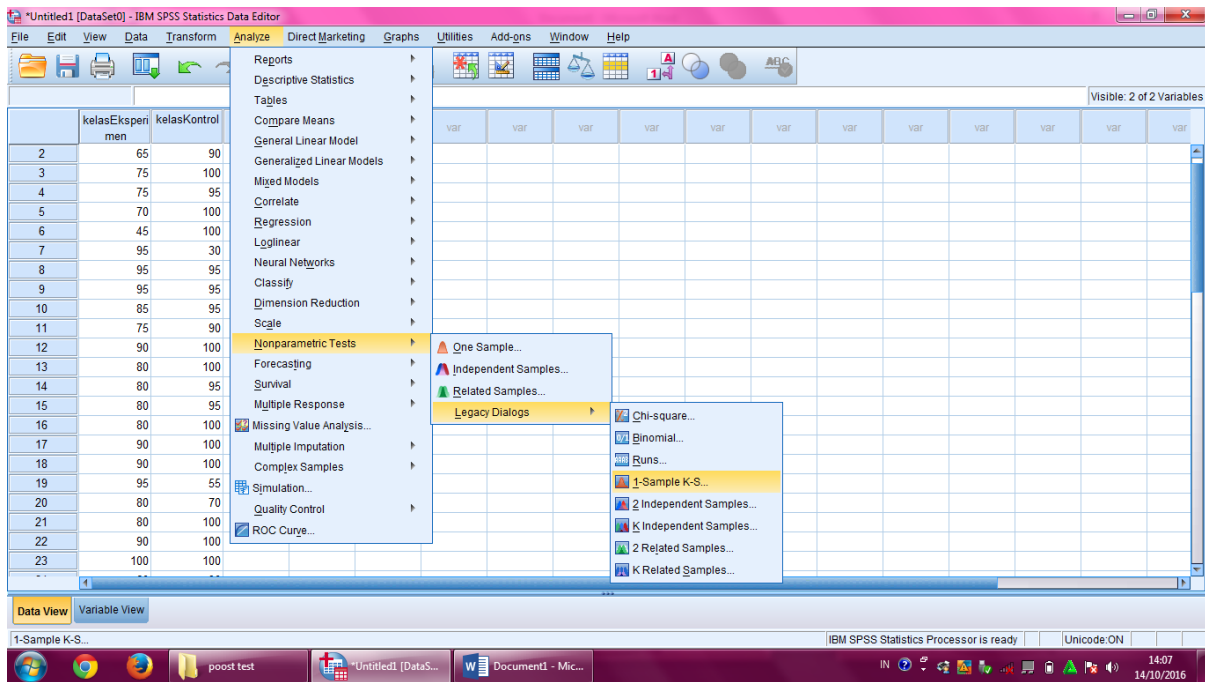 *Untitled1 [DataSet0] - IBM SPSS Statistics Data Editor
File Edit View Data Transform Analyze Direct Marketing Graphs Utilities Add-ons Window Help
Visible: 2 of 2 Variables
kelasEksperi
men
kelasKontrol
var var var var var var var var var var var var
2 65 90
3 75 100
4 75 95
5 70 100
6 45 100
7 95 30
8 95 95
9 95 95
10 85 95
11 75 90
12 90 100
13 80 100
14 80 95
15 80 95
16 80 100
17 90 100
18 90 100
19 95 55
20 80 70
21 80 100
22 90 100
23 100 100
Reports
Descriptive Statistics
Tables
Compare Means
General Linear Model
Generalized Linear Models
Mixed Models
Correlate
Regression
Loglinear
Neural Networks
Classify
Dimension Reduction
Scale
Nonparametric Tests
Forecasting
Survival
Multiple Response
Missing Value Analysis...
Multiple Imputation
Complex Samples
Simulation...
Quality Control
ROC Curve...
One Sample...
Independent Samples...
Related Samples...
Legacy Dialogs
Chi-square...
Binomial...
Runs...
1-Sample K-S...
2 Independent Samples...
K Independent Samples...
2 Related Samples...
K Related Samples...
Data View Variable View
1-Sample K-S...
IBM SPSS Statistics Processor is ready
Unicode:ON
poost test
*Untitled1 [DataS...
Document1 - Mic...
IN
14:07
14/10/2016